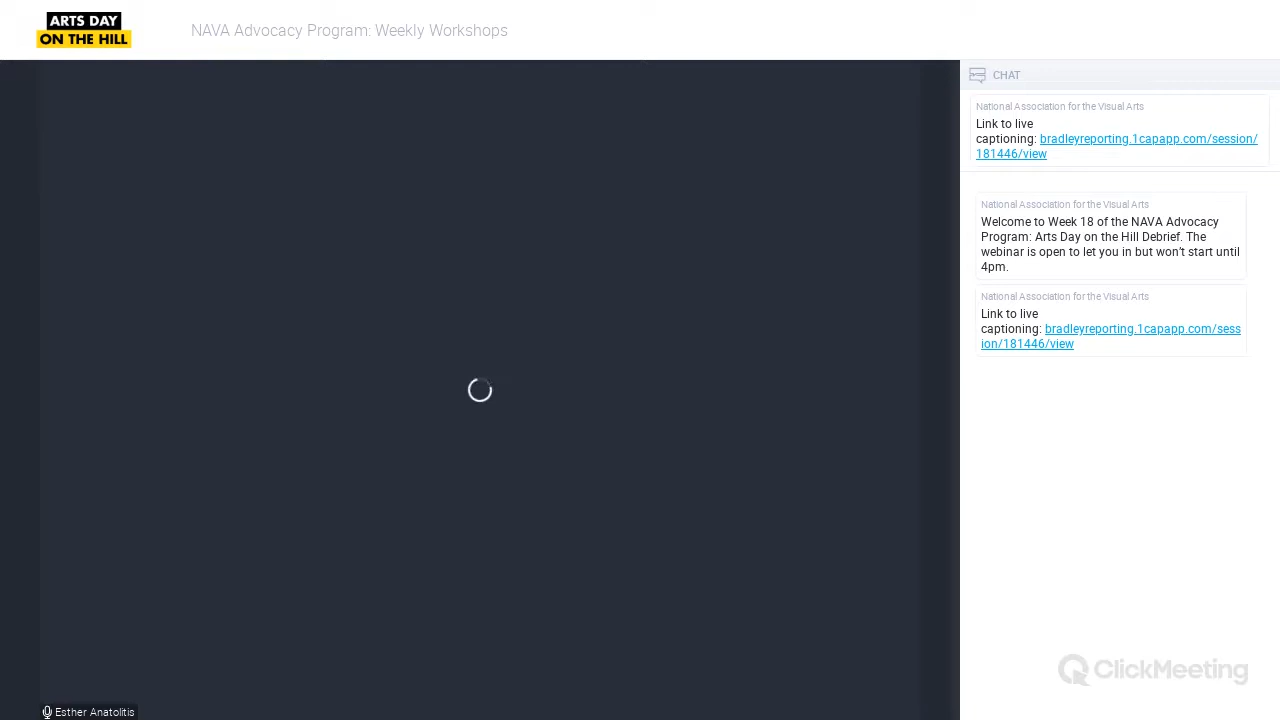 ARTS DAY
ON THE HILL
NAVA Advocacy Program: Weekly Workshops
CHAT
National Association for the Visual Arts
Link to live
captioning: bradleyreporting.1capapp.com/session/
181446/view
National Association for the Visual Arts
Welcome to Week 18 of the NAVA Advocacy
Program: Arts Day on the Hill Debrief. The
webinar is open to let you in but won’t start until
4pm.
National Association for the Visual Arts
Link to live
captioning: bradleyreporting.1capapp.com/sess
ion/181446/view
ClickMeeting
Esther Anatolitis